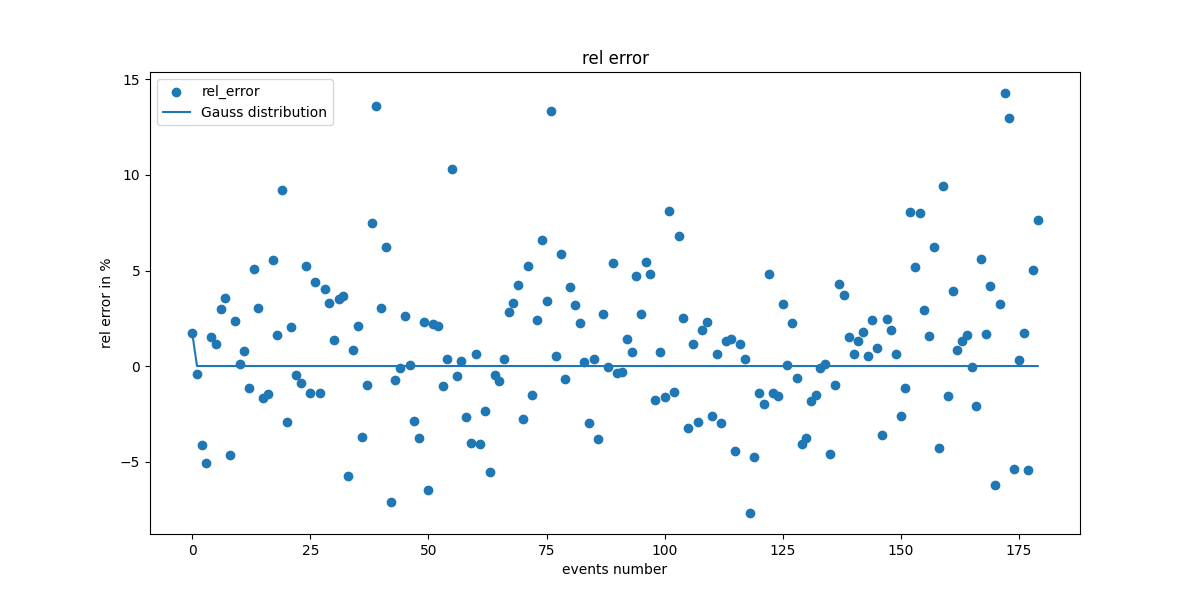 rel error
15
10
5
0
−5
rel error in %
rel_error
Gauss distribution
0 25 50 75 100 125 150 175
events number